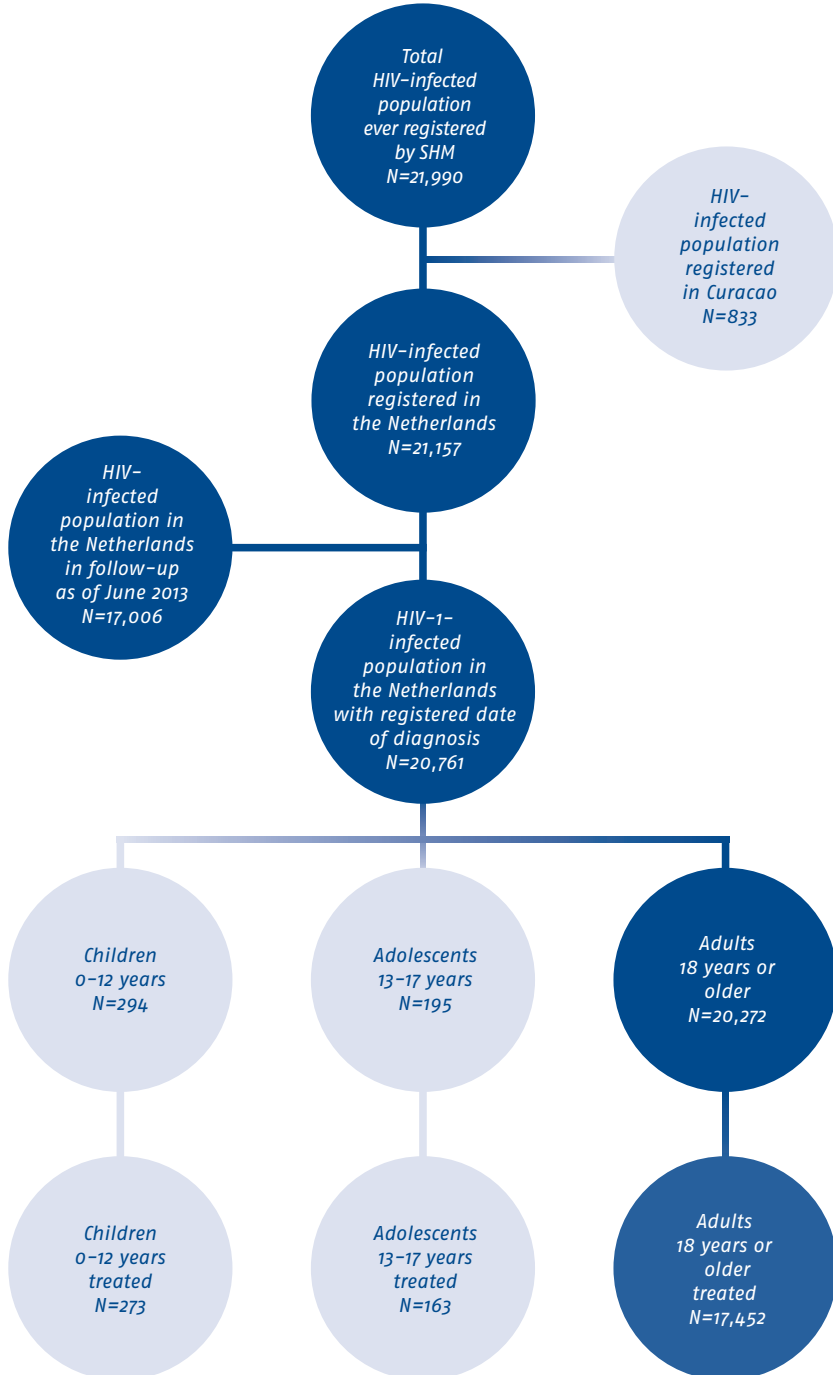 Total
HIV-infected
population
ever registered
by SHM
N=21,990
HIV-
infected
population
registered
in Curacao
N=833
HIV-infected
population
registered in
the Netherlands
N=21,157
HIV-
infected
population in
the Netherlands
in follow-up
as of June 2013
N=17,006
HIV-1-
infected
population in
the Netherlands
with registered date
of diagnosis
N=20,761
Children
0-12 years
N=294
Adolescents
13-17 years
N=195
Adults
18 years or
older
N=20,272
Children
0-12 years
treated
N=273
Adolescents
13-17 years
treated
N=163
Adults
18 years or
older
treated
N=17,452